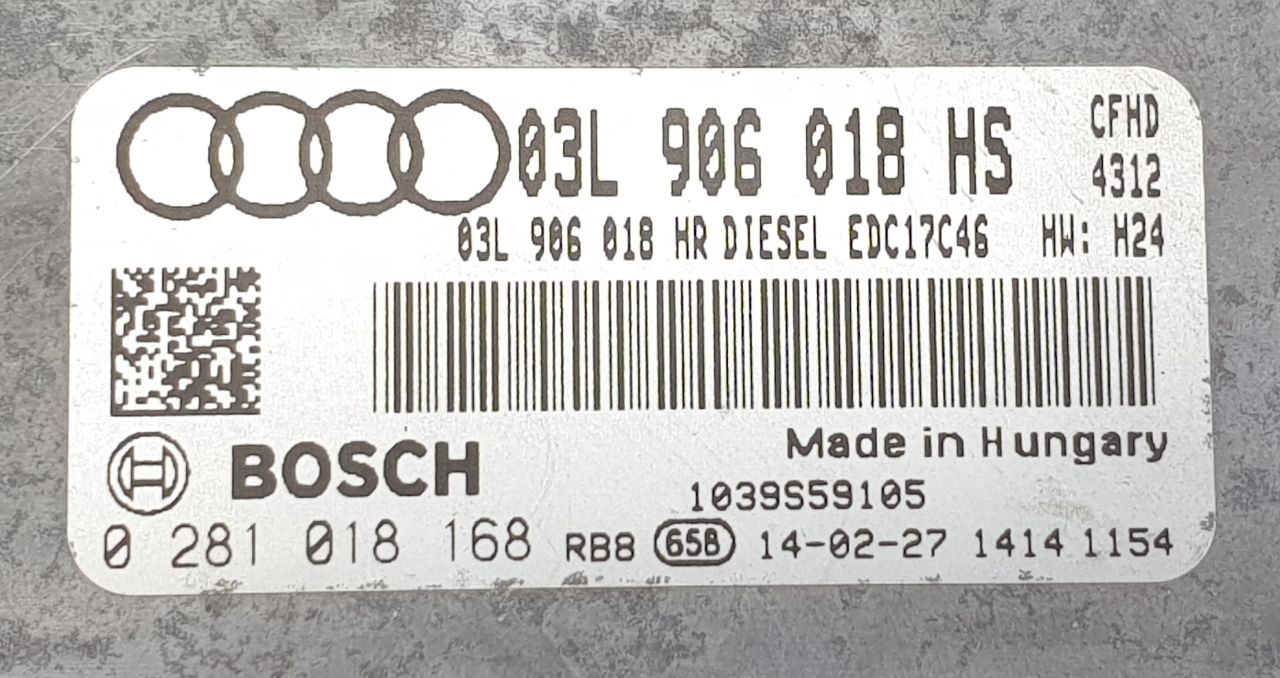 03L 906 018 HS CFHD
4312
03L 906 018 HR DIESEL EDC17C46 HW: H24
Made in Hungary
BOSCH
1039S59105
0 281 018 168 RB8 658 14-02-27 1414 1154